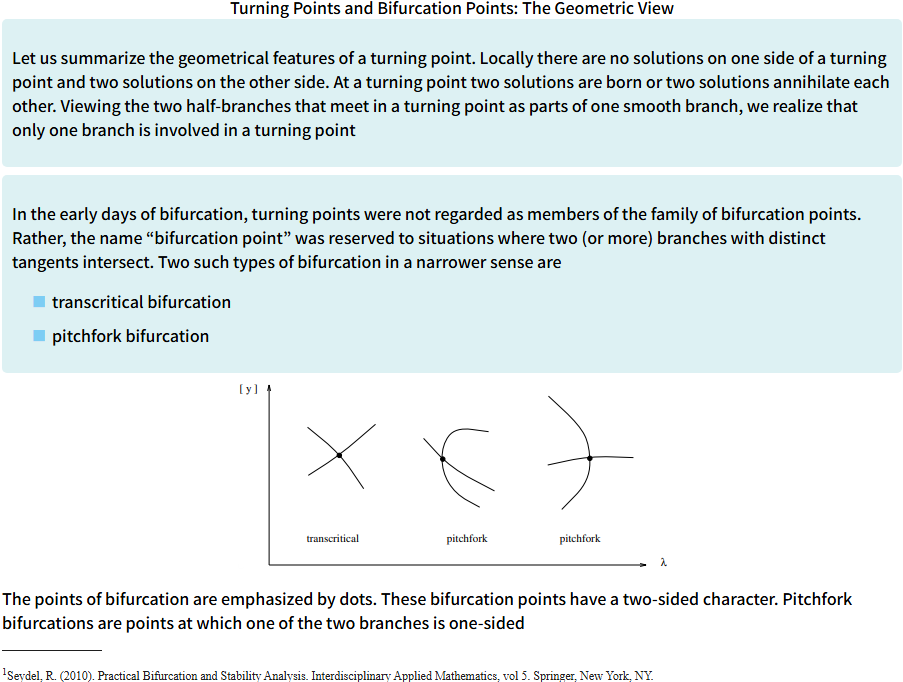 Turning Points and Bifurcation Points: The Geometric View
Let us summarize the geometrical features of a turning point. Locally there are no solutions on one side of a turning
point and two solutions on the other side. At a turning point two solutions are born or two solutions annihilate each
other. Viewing the two half-branches that meet in a turning point as parts of one smooth branch, we realize that
only one branch is involved in a turning point
In the early days of bifurcation, turning points were not regarded as members of the family of bifurcation points.
Rather, the name “bifurcation point” was reserved to situations where two (or more) branches with distinct
tangents intersect. Two such types of bifurcation in a narrower sense are
transcritical bifurcation
pitchfork bifurcation
[ y ]
transcritical pitchfork pitchfork
λ
The points of bifurcation are emphasized by dots. These bifurcation points have a two-sided character. Pitchfork
bifurcations are points at which one of the two branches is one-sided
1Seydel, R. (2010). Practical Bifurcation and Stability Analysis. Interdisciplinary Applied Mathematics, vol 5. Springer, New York, NY.